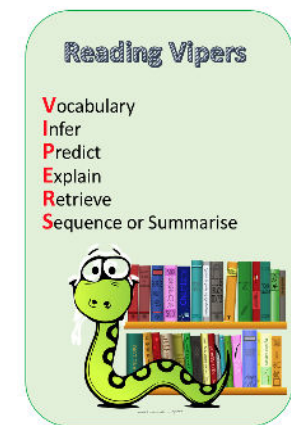 Reading Vipers
Vocabulary
Infer
Predict
Explain
Retrieve
Sequence or Summarise